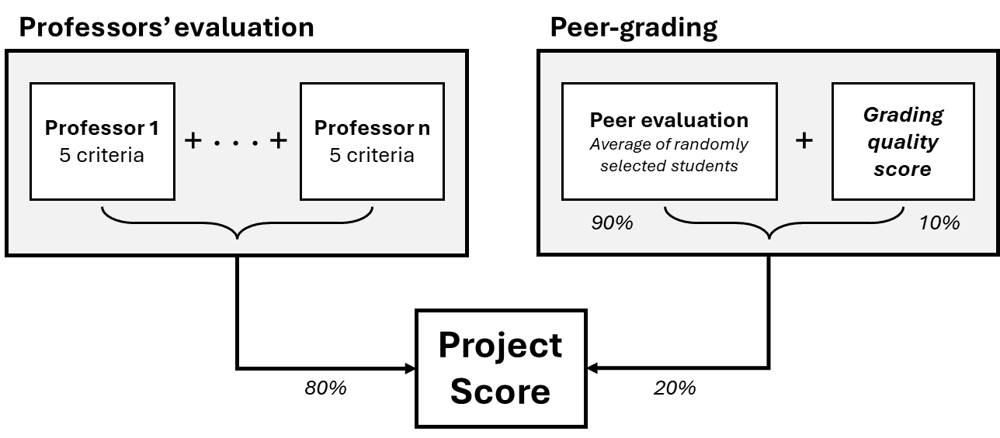 Professors’ evaluation
Professor 1
5 criteria
+ . . . +
Professor n
5 criteria
Peer-grading
Peer evaluation
Average of randomly
selected students
+
Grading
quality
score
90%
10%
Project
Score
80%
20%